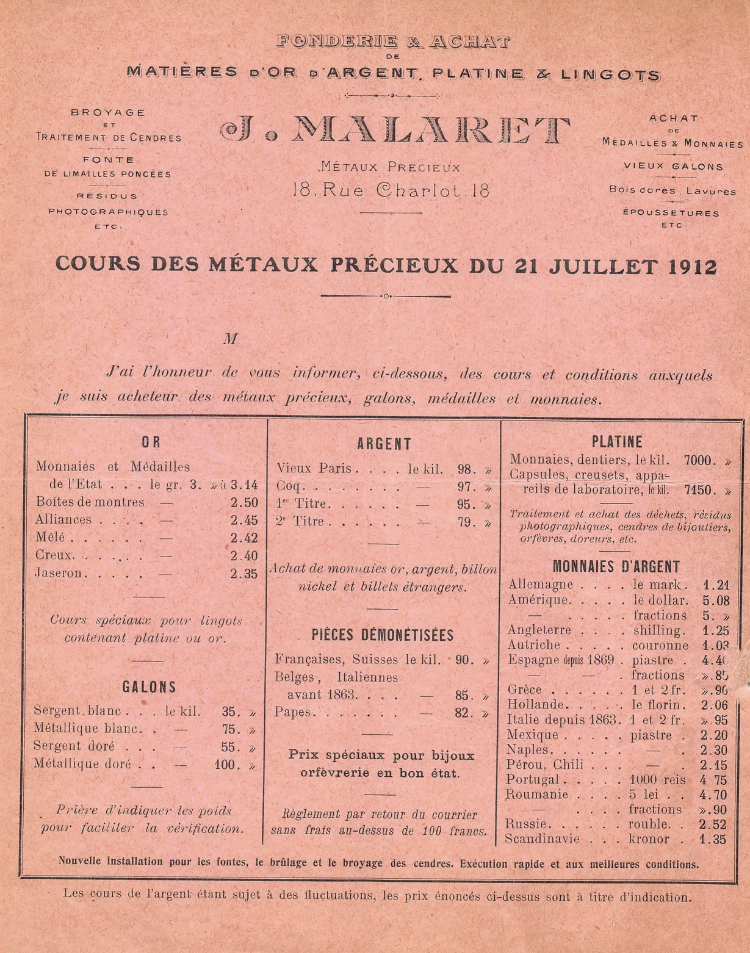 FONDERIE & ACHAT
DE
MATIÈRES D'OR D'ARGENT, PLATINE & LINGOTS
BROYAGE
ET
TRAITEMENT DE CENDRES
FONTE
DE LIMAILLES PONCÉES
RÉSIDUS
PHOTOGRAPHIQUES
ETC.
J. MALARET
MÉTAUX PRÉCIEUX
18. Rue Charlot. 18
ACHAT
DE
MÉDAILLES & MONNAIES
VIEUX GALONS
Bois dorés, Lavures
ÉPOUSSETURES
ETC
COURS DES MÉTAUX PRÉCIEUX DU 21 JUILLET 1912
M
J'ai l'honneur de vous informer, ci-dessous, des cours et conditions auxquels
je suis acheteur des métaux précieux, galons, médailles et monnaies.
OR
Monnaiés et Médailles
de l'Etat . . . le gr. 3. » à 3.14
Boîtes de montres — 2.50
Alliances . . . . — 2.45
Mêlé . . . . . . — 2.42
Creux. . . . . . — 2.40
Jaseron. . . . . — 2.35
Cours spéciaux pour lingots
contenant platine ou or.
GALONS
Sergent blanc . . . le kil. 35. »
Métallique blanc. . — 75. »
Sergent doré . . . — 55. »
Métallique doré . . — 100. »
Prière d'indiquer les poids
pour faciliter la vérification.
ARGENT
Vieux Paris . . . . le kil. 98. »
Coq. . . . . . . . — 97. »
1er Titre. . . . . . — 95. »
2e Titre . . . . . . — 79. »
Achat de monnaies or, argent, billon
nickel et billets étrangers.
PIÈCES DÉMONÉTISÉES
Françaises, Suisses le kil. 90. »
Belges, Italiennes
avant 1863. . . . — 85. »
Papes. . . . . . . — 82. »
Prix spéciaux pour bijoux
orfèvrerie en bon état.
Règlement par retour du courrier
sans frais au-dessus de 100 francs.
PLATINE
Monnaies, dentiers, le kil. 7000. »
Capsules, creusets, appa-
reils de laboratoire, le kil. 7150. »
Traitement et achat des déchets, résidus
photographiques, cendres de bijoutiers,
orfèvres, doreurs, etc.
MONNAIES D'ARGENT
Allemagne . . . . le mark. 1.21
Amérique. . . . . le dollar. 5.08
— . . . . . fractions 5. »
Angleterre . . . . shilling. 1.25
Autriche . . . . . couronne 1.03
Espagne depuis 1869 . piastre . 4.40
— — . fractions ».85
Grèce . . . . . . 1 et 2 fr. ».90
Hollande. . . . . le florin. 2.06
Italie depuis 1863. 1 et 2 fr. ».95
Mexique . . . . . piastre . 2.20
Naples. . . . . . — . 2.30
Pérou, Chili . . . — . 2.15
Portugal . . . . . 1000 reis 4 75
Roumanie . . . . 5 lei . . 4.70
— . . . . fractions ».90
Russie. . . . . . rouble. . 2.52
Scandinavie . . . kronor . 1.35
Nouvelle installation pour les fontes, le brûlage et le broyage des cendres. Exécution rapide et aux meilleures conditions.
Les cours de l'argent étant sujet à des fluctuations, les prix énoncés ci-dessus sont à titre d'indication.